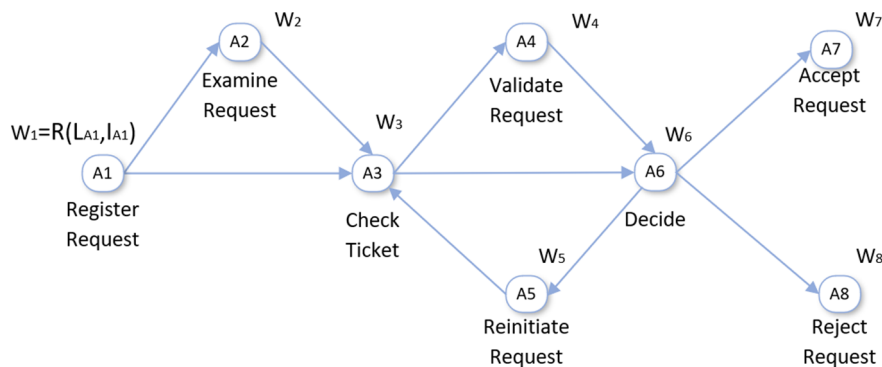 W2
A2
Examine
Request
W4
A4
Validate
Request
W7
A7
Accept
Request
W1=R(LA1,IA1)
A1
Register
Request
W3
A3
Check
Ticket
W6
A6
Decide
W5
A5
Reinitiate
Request
W8
A8
Reject
Request